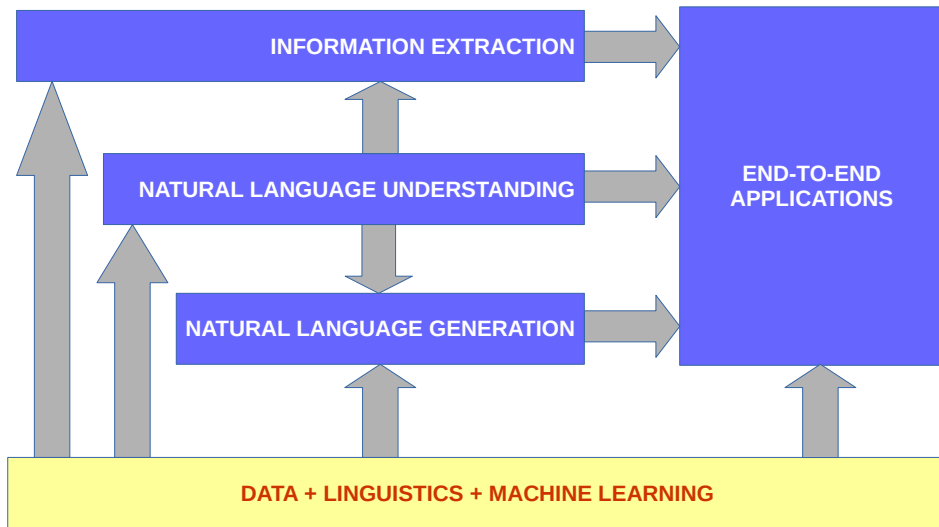 INFORMATION EXTRACTION
NATURAL LANGUAGE UNDERSTANDING
END-TO-END
APPLICATIONS
NATURAL LANGUAGE GENERATION
DATA + LINGUISTICS + MACHINE LEARNING